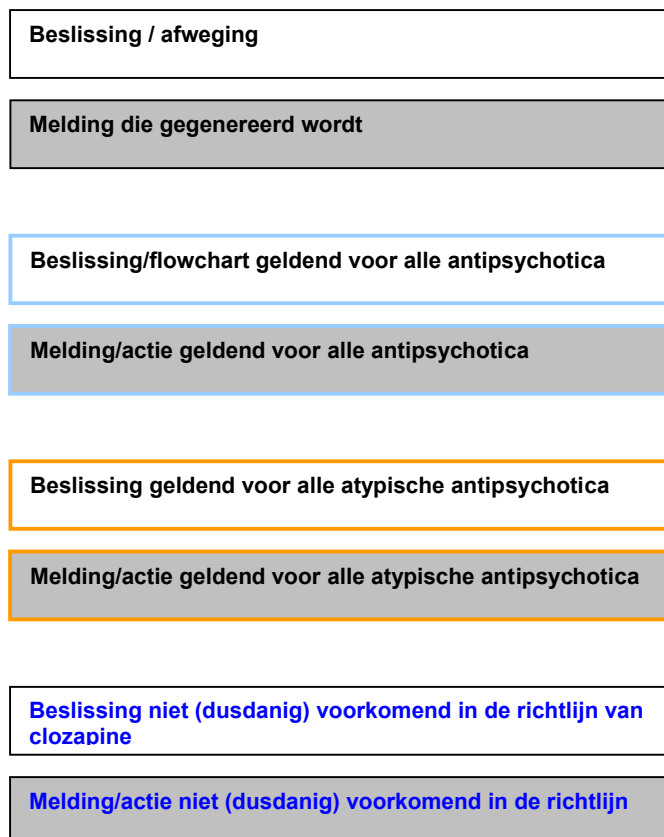 Beslissing / afweging
Melding die gegenereerd wordt
Beslissing/flowchart geldend voor alle antipsychotica
Melding/actie geldend voor alle antipsychotica
Beslissing geldend voor alle atypische antipsychotica
Melding/actie geldend voor alle atypische antipsychotica
Beslissing niet (dusdanig) voorkomend in de richtlijn van
clozapine
Melding/actie niet (dusdanig) voorkomend in de richtlijn